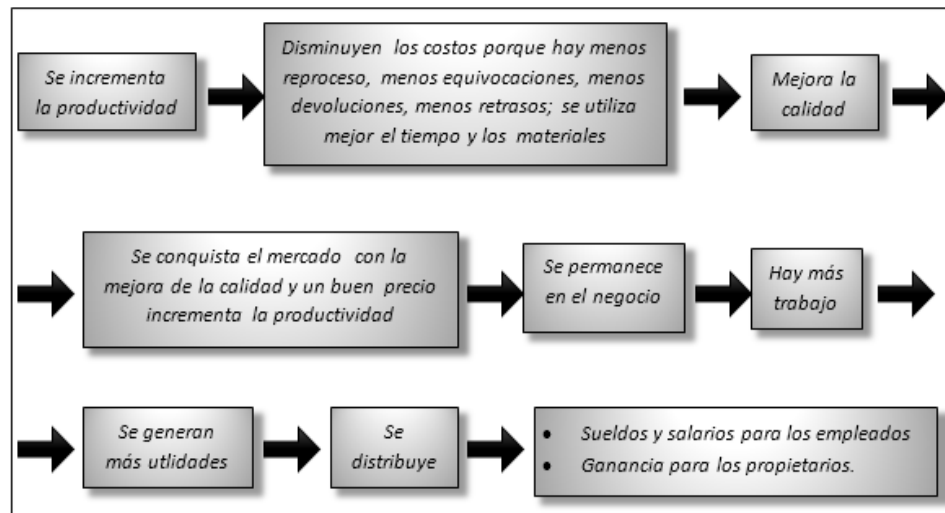 Se incrementa
la productividad
Disminuyen los costos porque hay menos
reproceso, menos equivocaciones, menos
devoluciones, menos retrasos; se utiliza
mejor el tiempo y los materiales
Mejora la
calidad
Se conquista el mercado con la
mejora de la calidad y un buen precio
incrementa la productividad
Se permanece
en el negocio
Hay más
trabajo
Se generan
más utlidades
Se
distribuye
• Sueldos y salarios para los empleados
• Ganancia para los propietarios.